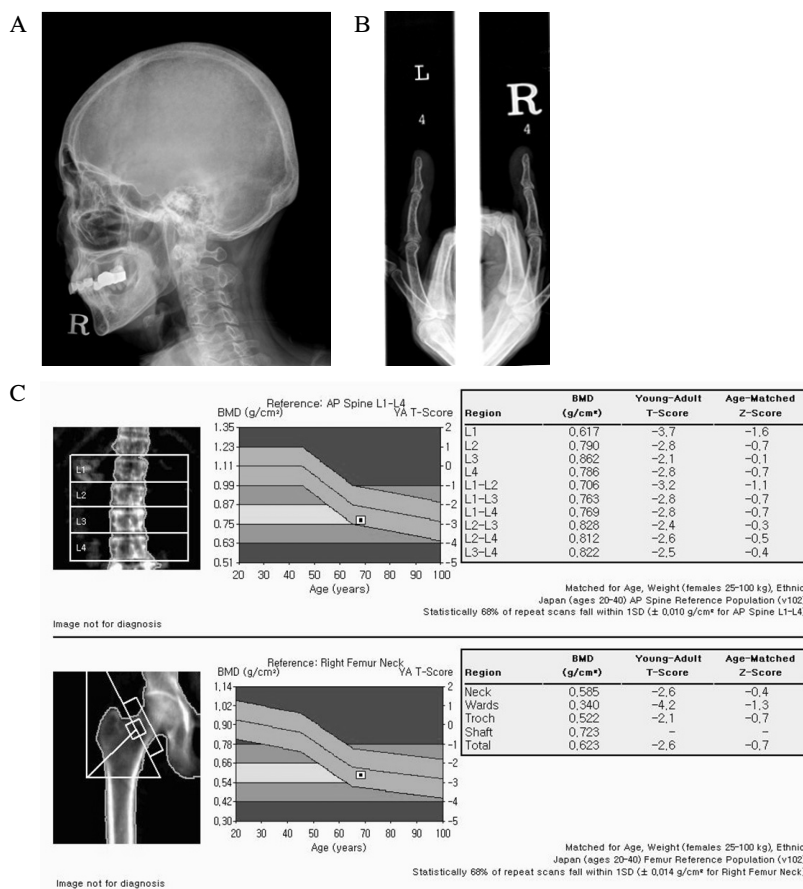 A
B
R
L
4
R
4
C
Reference: AP Spine L1-L4
BMD (g/cm²) YA T-Score
1.35 2
1.23 1
1.11 0
0.99 -1
0.87 -2
0.75 -3
0.63 -4
0.51 -5
20 30 40 50 60 70 80 90 100
Age (years)
L1
L2
L3
L4
Image not for diagnosis
BMD Young-Adult Age-Matched
Region (g/cm²) T-Score Z-Score
L1 0.617 -3.7 -1.6
L2 0.790 -2.8 -0.7
L3 0.862 -2.1 -0.1
L4 0.786 -2.8 -0.7
L1-L2 0.706 -3.2 -1.1
L1-L3 0.763 -2.8 -0.7
L1-L4 0.769 -2.8 -0.7
L2-L3 0.828 -2.4 -0.3
L2-L4 0.812 -2.6 -0.5
L3-L4 0.822 -2.5 -0.4
Matched for Age, Weight (females 25-100 kg), Ethnic
Japan (ages 20-40) AP Spine Reference Population (v102)
Statistically 68% of repeat scans fall within 1SD (± 0.010 g/cm² for AP Spine L1-L4)
Reference: Right Femur Neck
BMD (g/cm²) YA T-Score
1.14 2
1.02 1
0.90 0
0.78 -1
0.66 -2
0.54 -3
0.42 -4
0.30 -5
20 30 40 50 60 70 80 90 100
Age (years)
Image not for diagnosis
BMD Young-Adult Age-Matched
Region (g/cm²) T-Score Z-Score
Neck 0.585 -2.6 -0.4
Wards 0.340 -4.2 -1.3
Troch 0.522 -2.1 -0.7
Shaft 0.723 - -
Total 0.623 -2.6 -0.7
Matched for Age, Weight (females 25-100 kg), Ethnic
Japan (ages 20-40) Femur Reference Population (v102)
Statistically 68% of repeat scans fall within 1SD (± 0.014 g/cm² for Right Femur Neck)